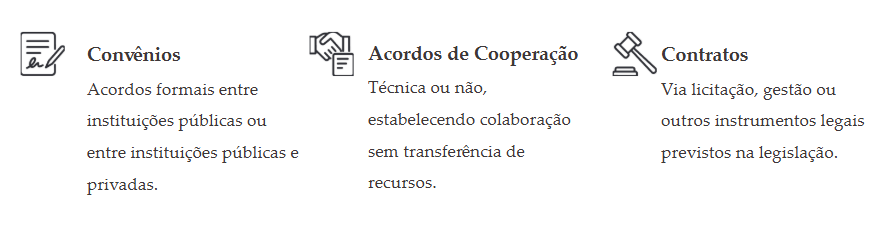 Convênios
Acordos formais entre
instituições públicas ou
entre instituições públicas e
privadas.
Acordos de Cooperação
Técnica ou não,
estabelecendo colaboração
sem transferência de
recursos.
Contratos
Via licitação, gestão ou
outros instrumentos legais
previstos na legislação.